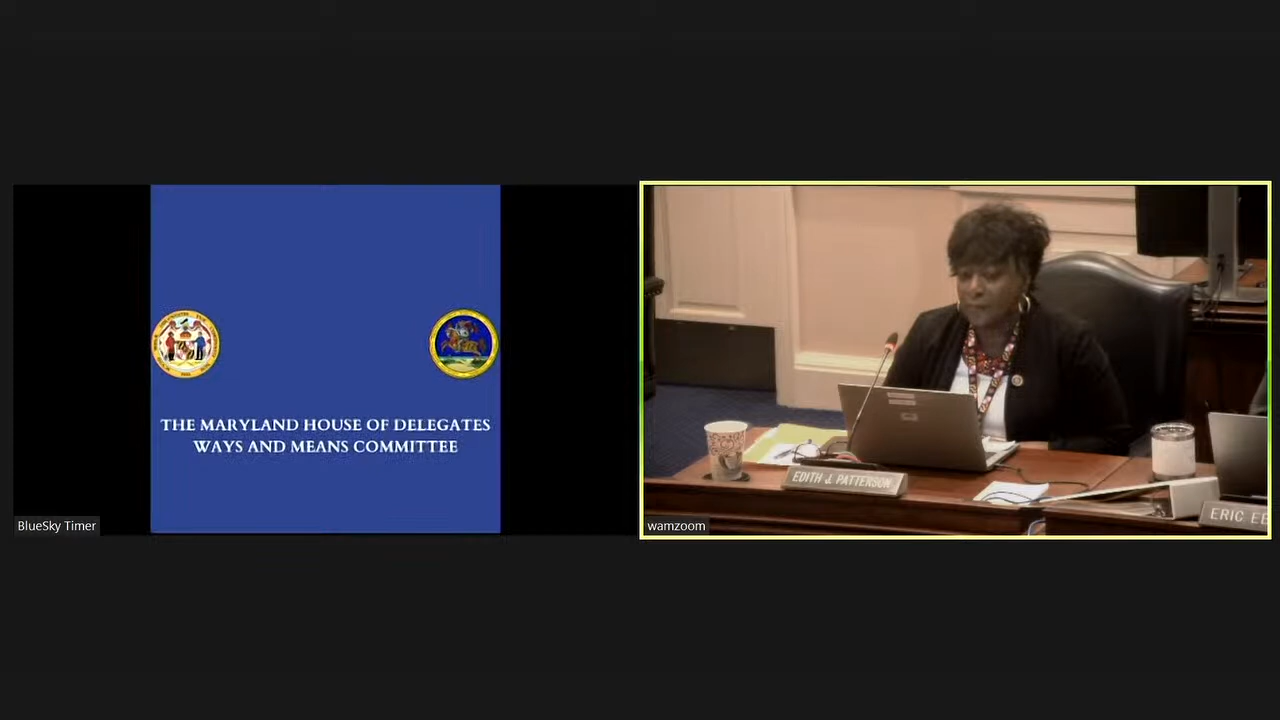 THE MARYLAND HOUSE OF DELEGATES
WAYS AND MEANS COMMITTEE
BlueSky Timer
EDITH J. PATTERSON
ERIC
wamzoom